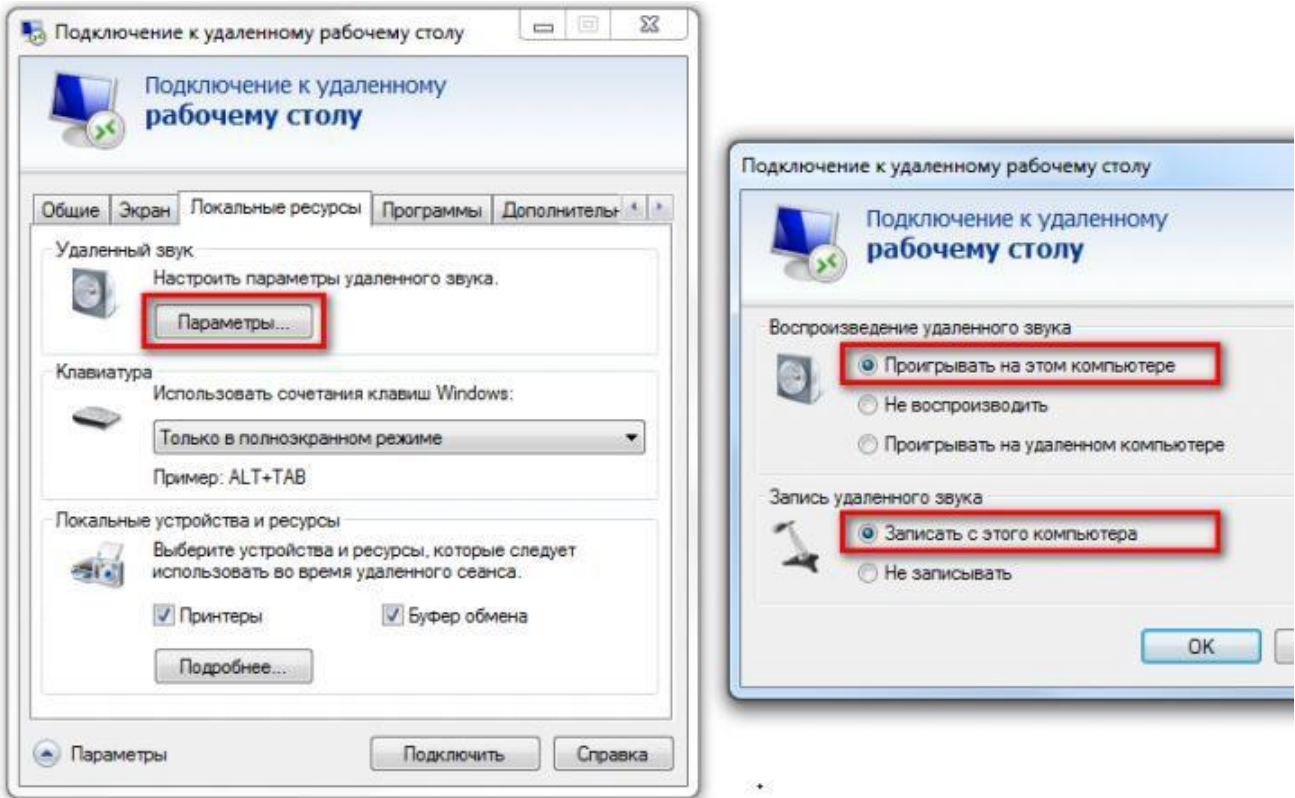 Подключение к удаленному рабочему столу
Подключение к удаленному
рабочему столу
Общие Экран Локальные ресурсы Программы Дополнительн
Удаленный звук
Настроить параметры удаленного звука.
Параметры...
Клавиатура
Использовать сочетания клавиш Windows:
Только в полноэкранном режиме
Пример: ALT+TAB
Локальные устройства и ресурсы
Выберите устройства и ресурсы, которые следует
использовать во время удаленного сеанса.
Принтеры Буфер обмена
Подробнее...
Параметры Подключить Справка
Подключение к удаленному рабочему столу
Подключение к удаленному
рабочему столу
Воспроизведение удаленного звука
Проигрывать на этом компьютере
Не воспроизводить
Проигрывать на удаленном компьютере
Запись удаленного звука
Записать с этого компьютера
Не записывать
OK